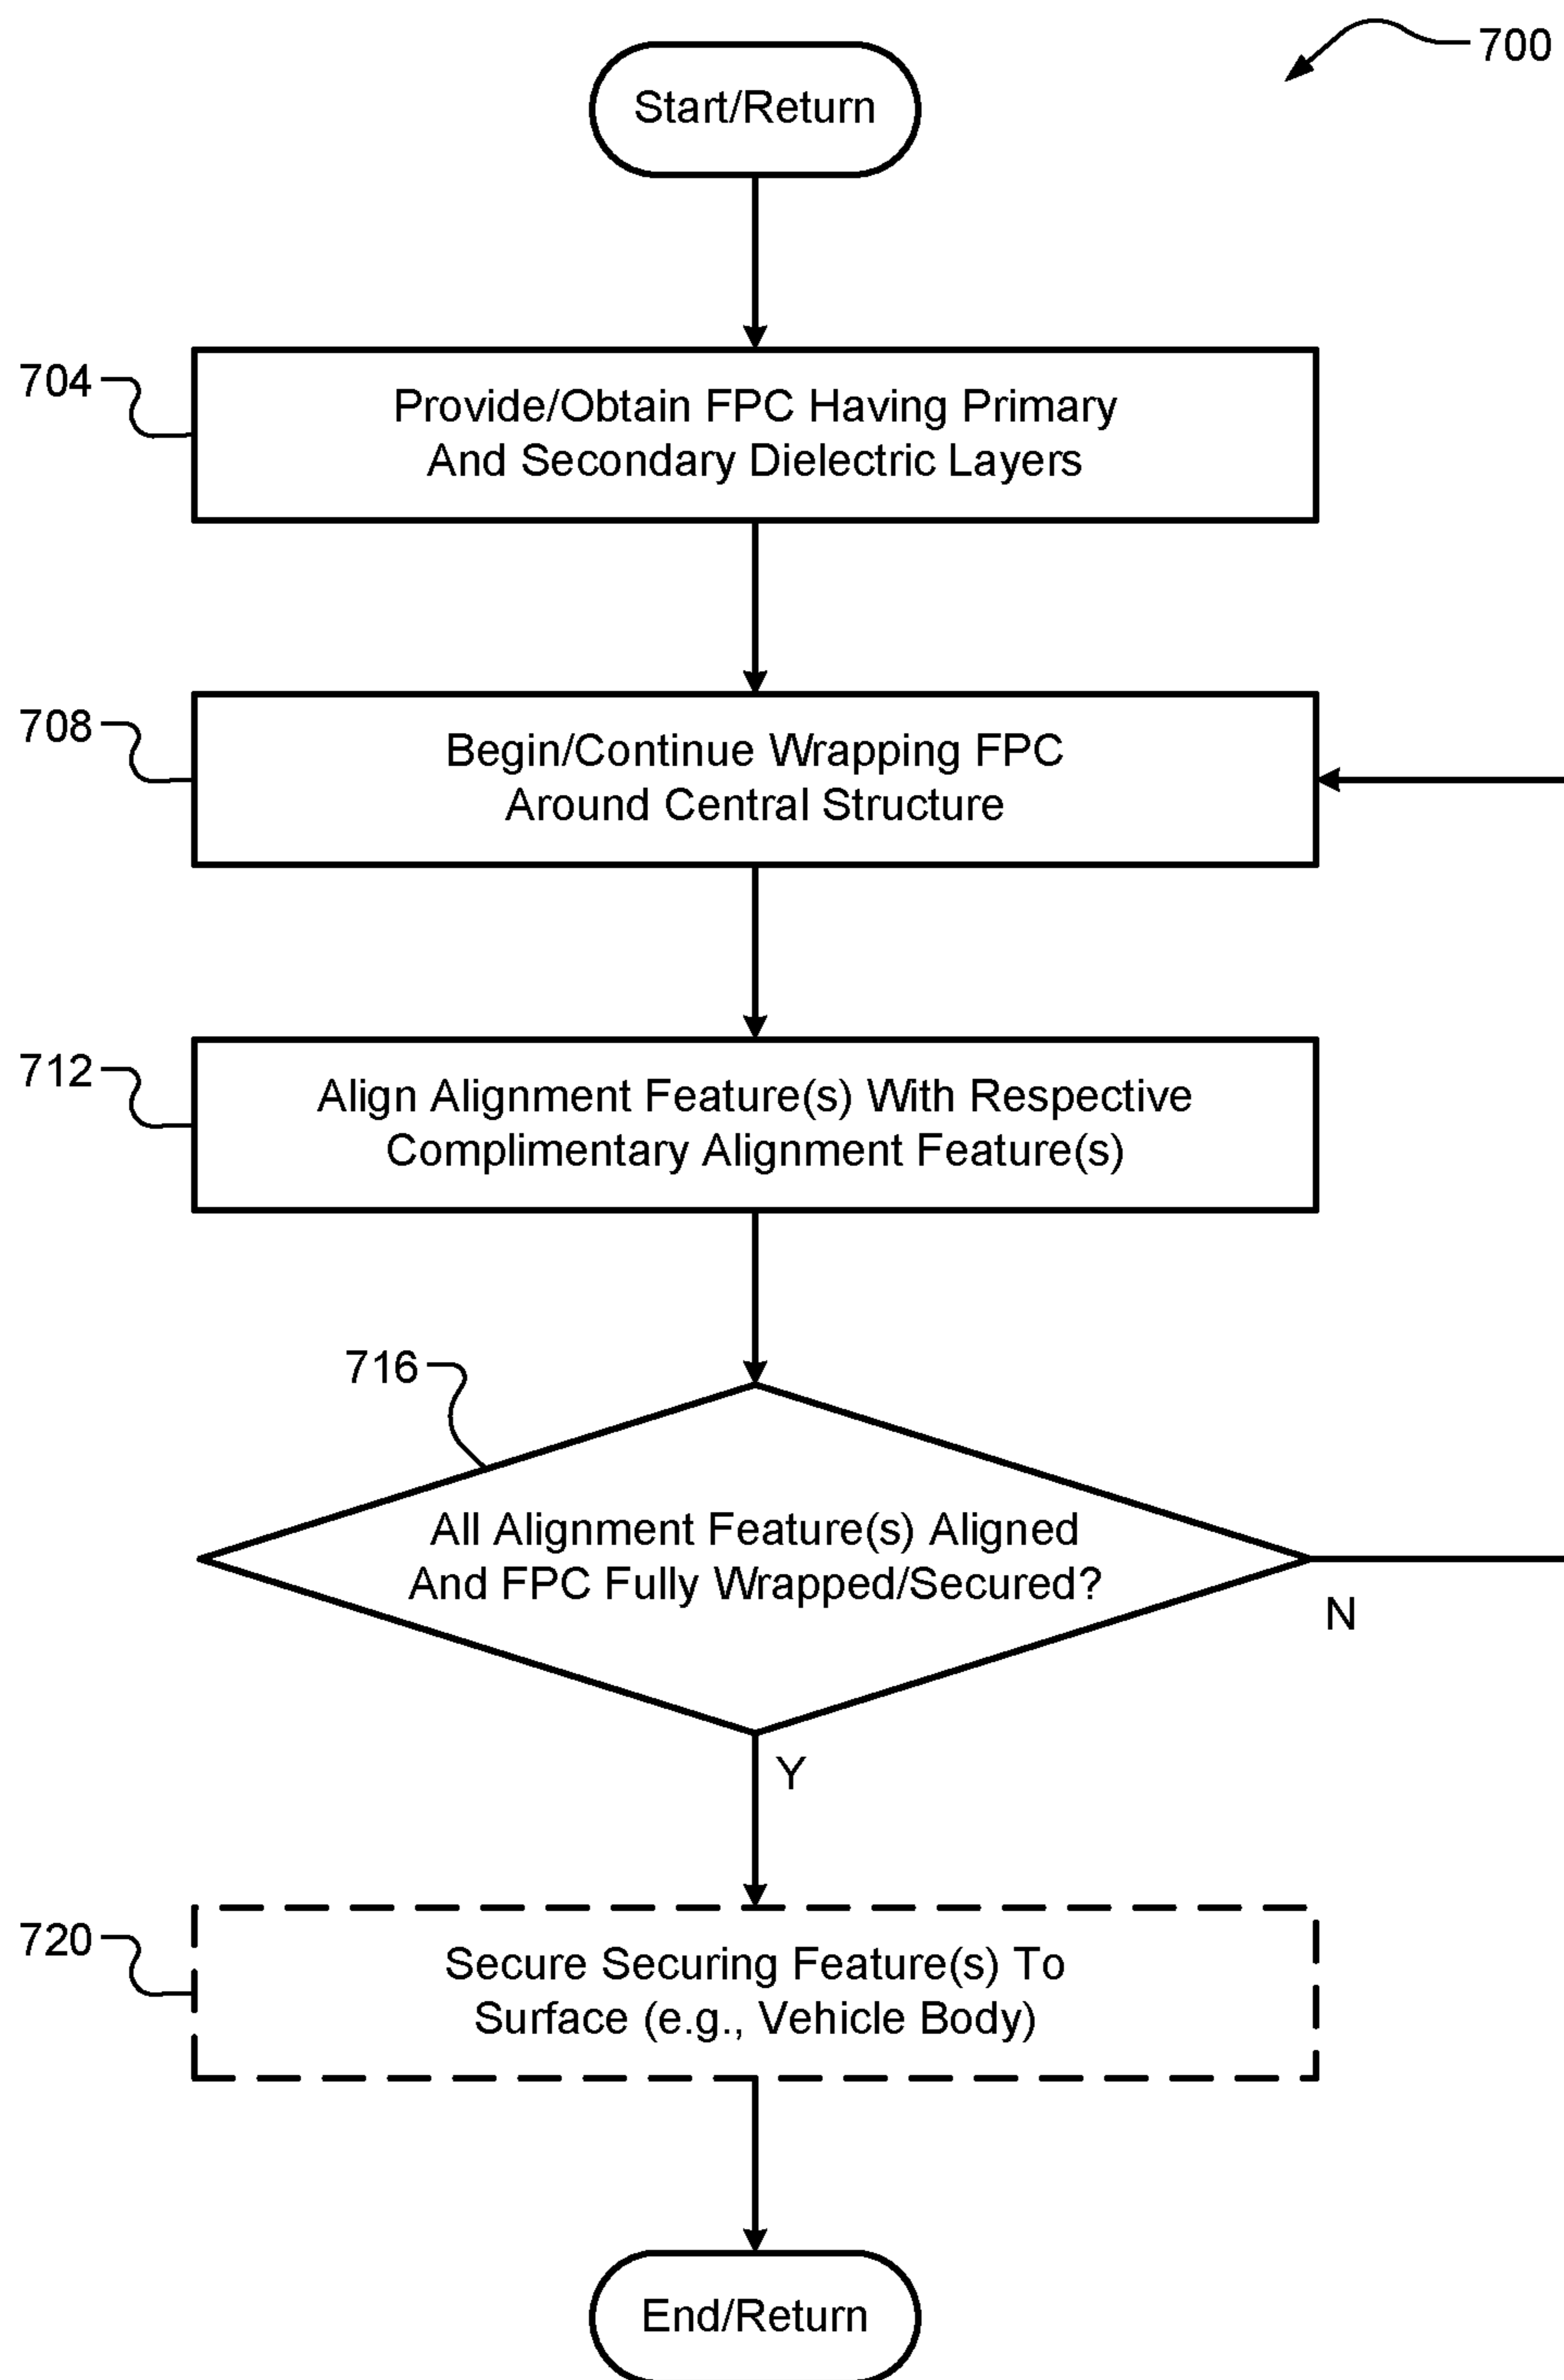 700
Start/Return
704
Provide/Obtain FPC Having Primary
And Secondary Dielectric Layers
708
Begin/Continue Wrapping FPC
Around Central Structure
712
Align Alignment Feature(s) With Respective
Complimentary Alignment Feature(s)
716
All Alignment Feature(s) Aligned
And FPC Fully Wrapped/Secured?
N
Y
720
Secure Securing Feature(s) To
Surface (e.g., Vehicle Body)
End/Return